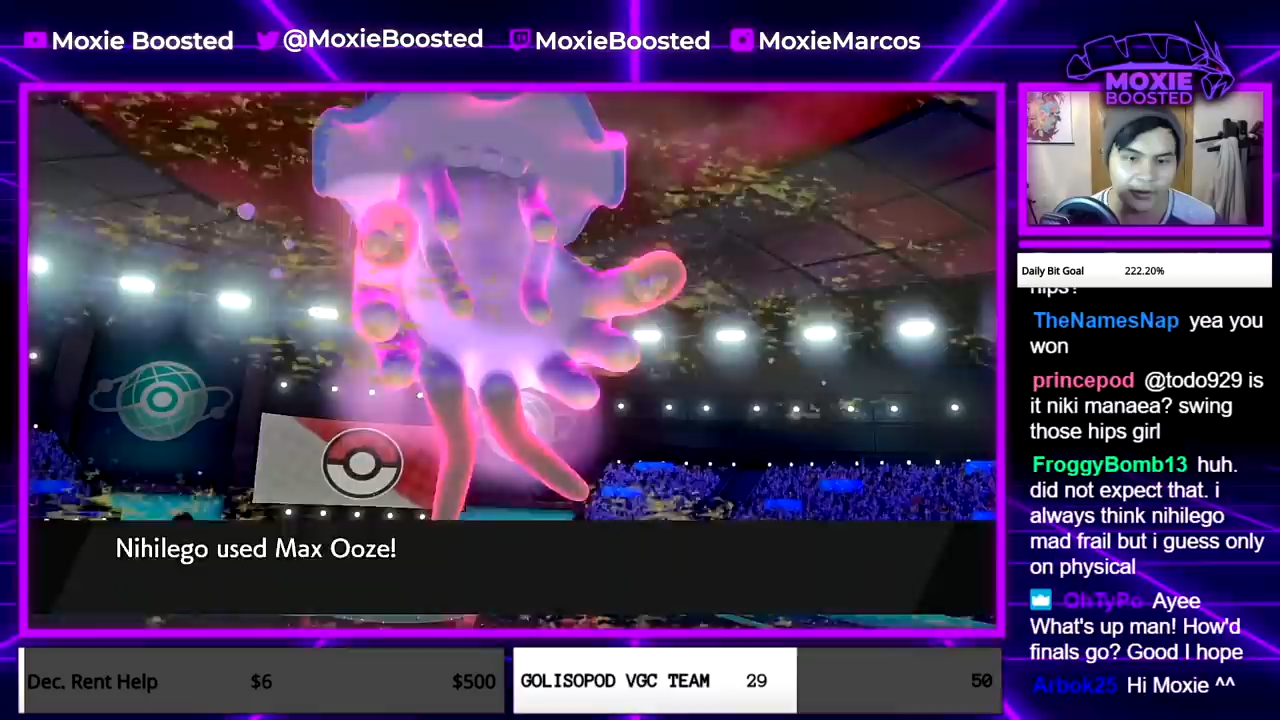 Moxie Boosted @MoxieBoosted MoxieBoosted MoxieMarcos
MOXIE
BOOSTED
Daily Bit Goal 222.20%
hips?
TheNamesNap yea you
won
princepod @todo929 is
it niki manaea? swing
those hips girl
FroggyBomb13 huh.
did not expect that. i
always think nihilego
mad frail but i guess only
on physical
OhTyPo Ayee
What's up man! How'd
finals go? Good I hope
Arbok25 Hi Moxie ^^
Nihilego used Max Ooze!
Dec. Rent Help $6 $500
GOLISOPOD VGC TEAM 29 50